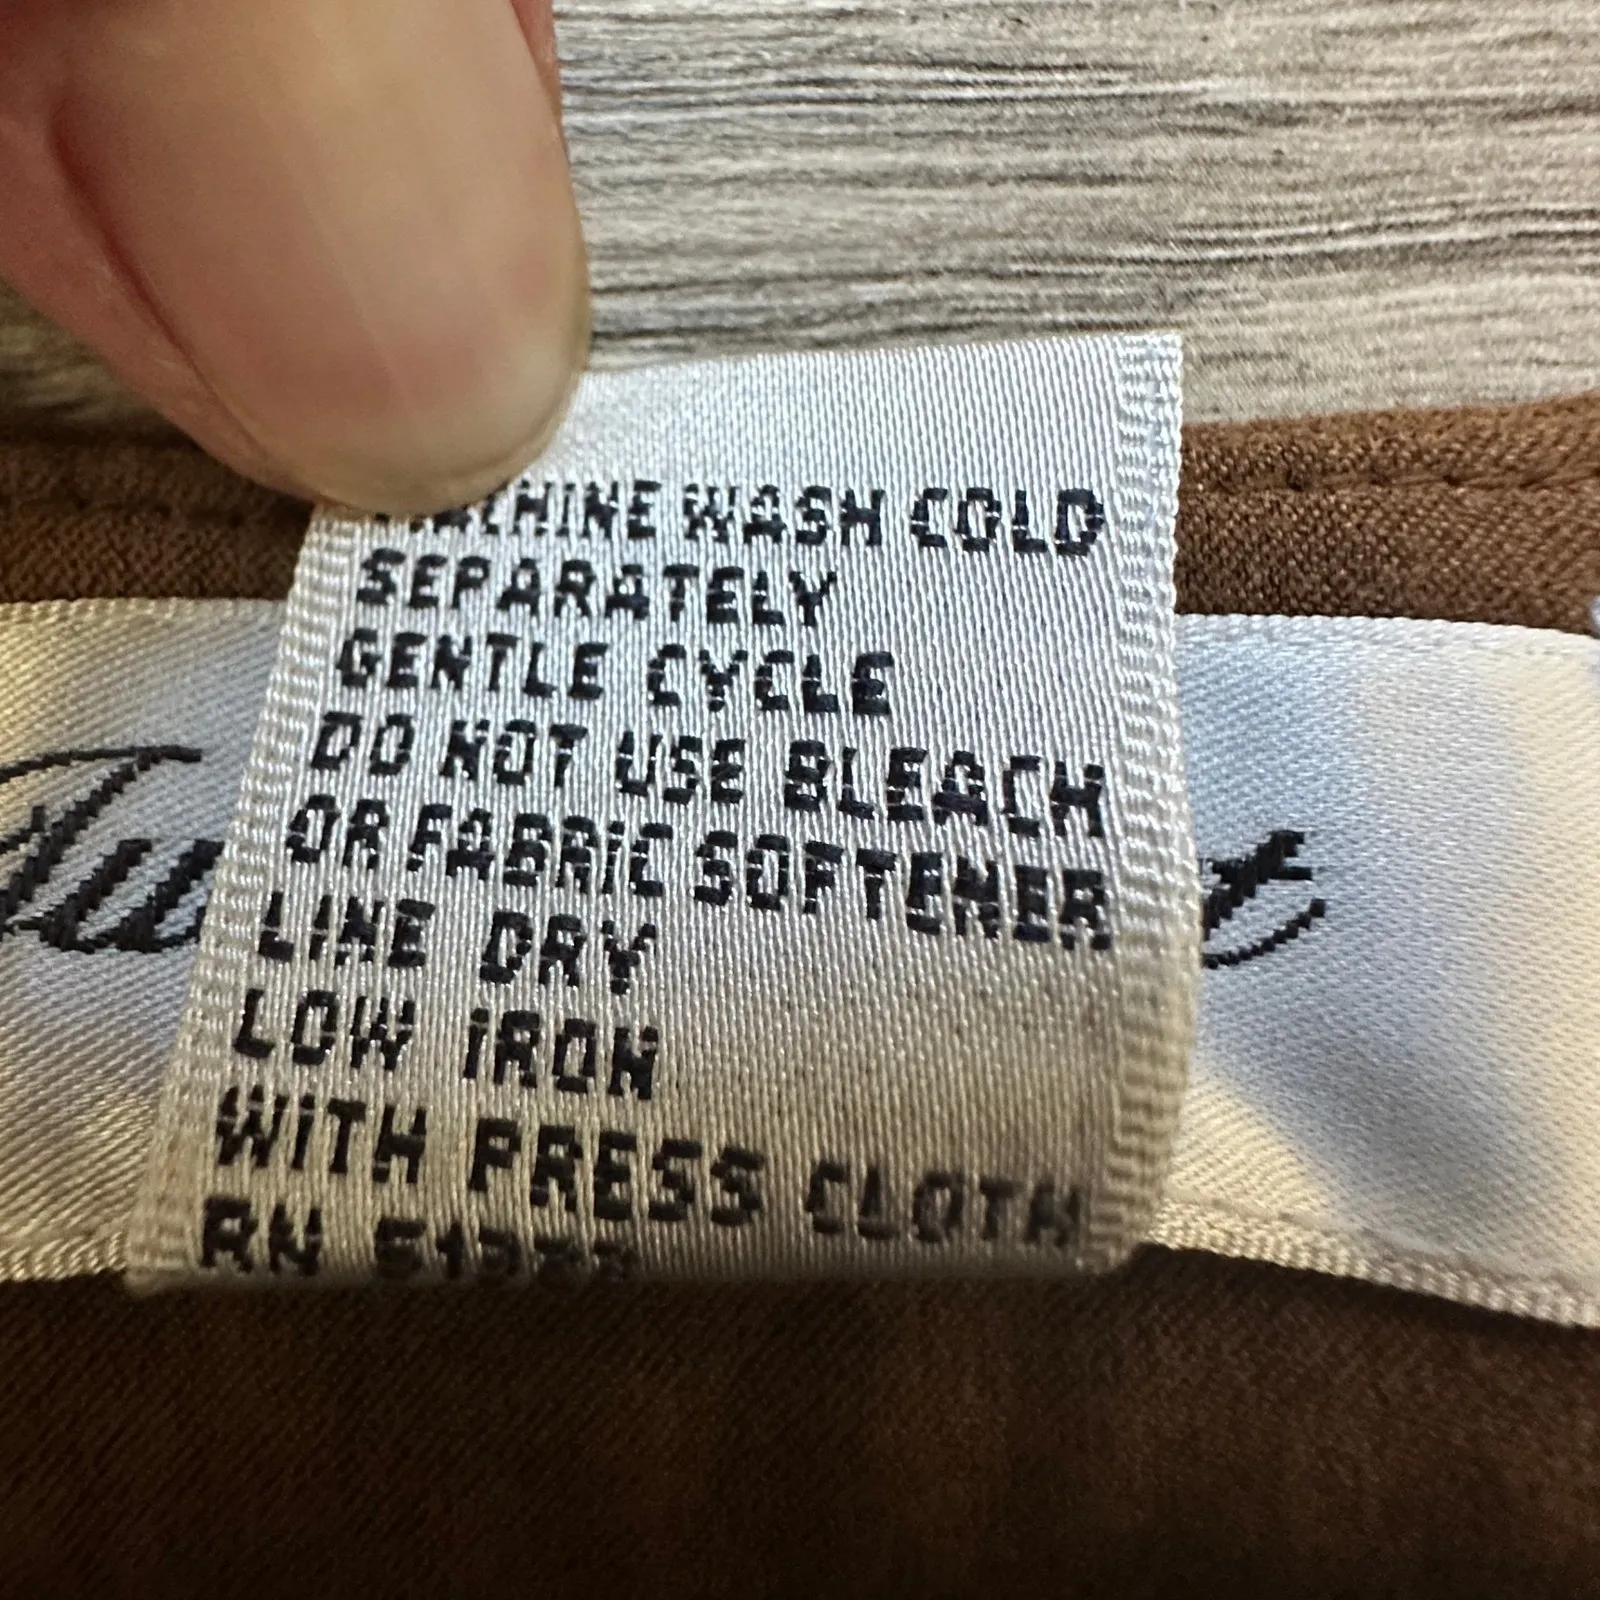 MACHINE WASH COLD
SEPARATELY
GENTLE CYCLE
DO NOT USE BLEACH
OR FABRIC SOFTENER
LINE DRY
LOW IRON
WITH PRESS CLOTH
RN